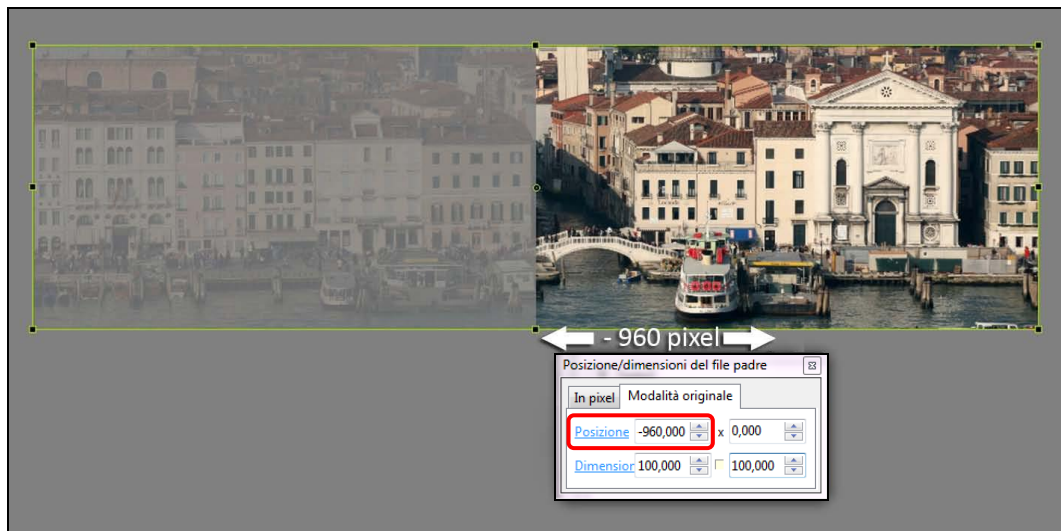 - 960 pixel
Posizione/dimensioni del file padre
In pixel Modalità originale
Posizione -960,000 x 0,000
Dimension 100,000 100,000